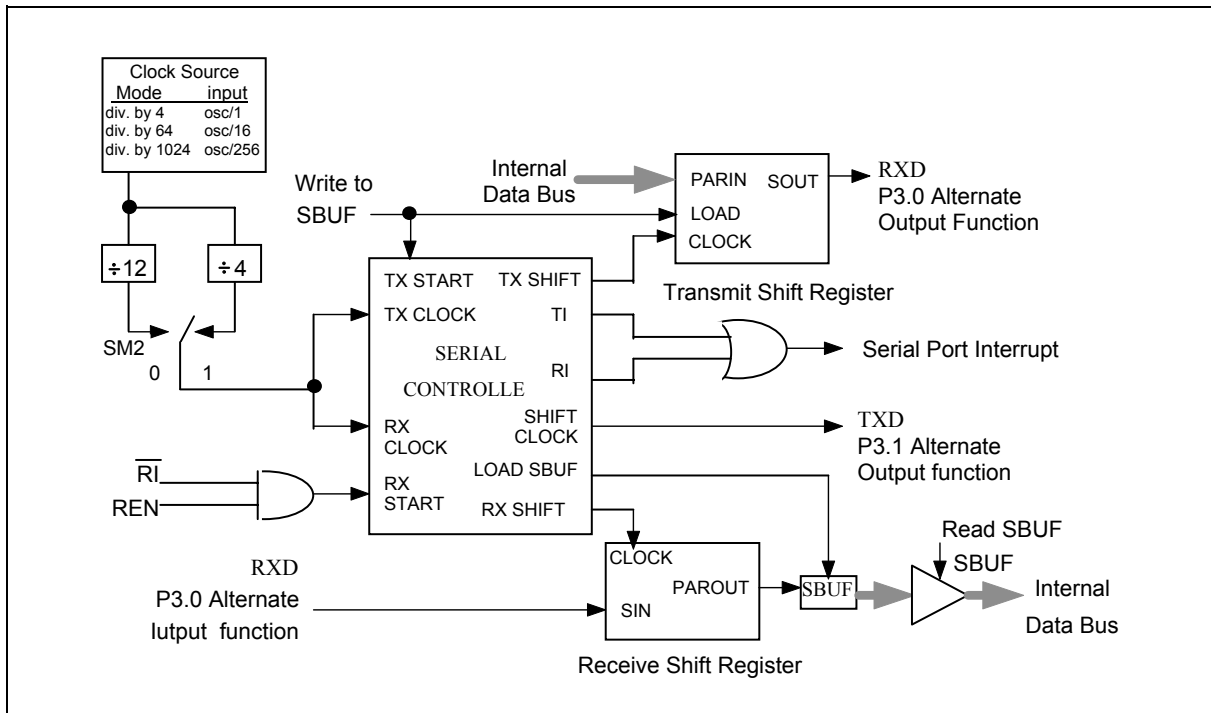 Clock Source
Mode input
div. by 4 osc/1
div. by 64 osc/16
div. by 1024 osc/256
÷12
÷4
SM2
0 1
Write to
SBUF
Internal
Data Bus
PARIN SOUT
LOAD
CLOCK
Transmit Shift Register
RXD
P3.0 Alternate
Output Function
TX START TX SHIFT
TX CLOCK TI
SERIAL
CONTROLLE
RI
RX
CLOCK
SHIFT
CLOCK
LOAD SBUF
RX
START
RX SHIFT
Serial Port Interrupt
TXD
P3.1 Alternate
Output function
RI
REN
RXD
P3.0 Alternate
Iutput function
CLOCK
PAROUT
SIN
Receive Shift Register
SBUF
Read SBUF
SBUF
Internal
Data Bus